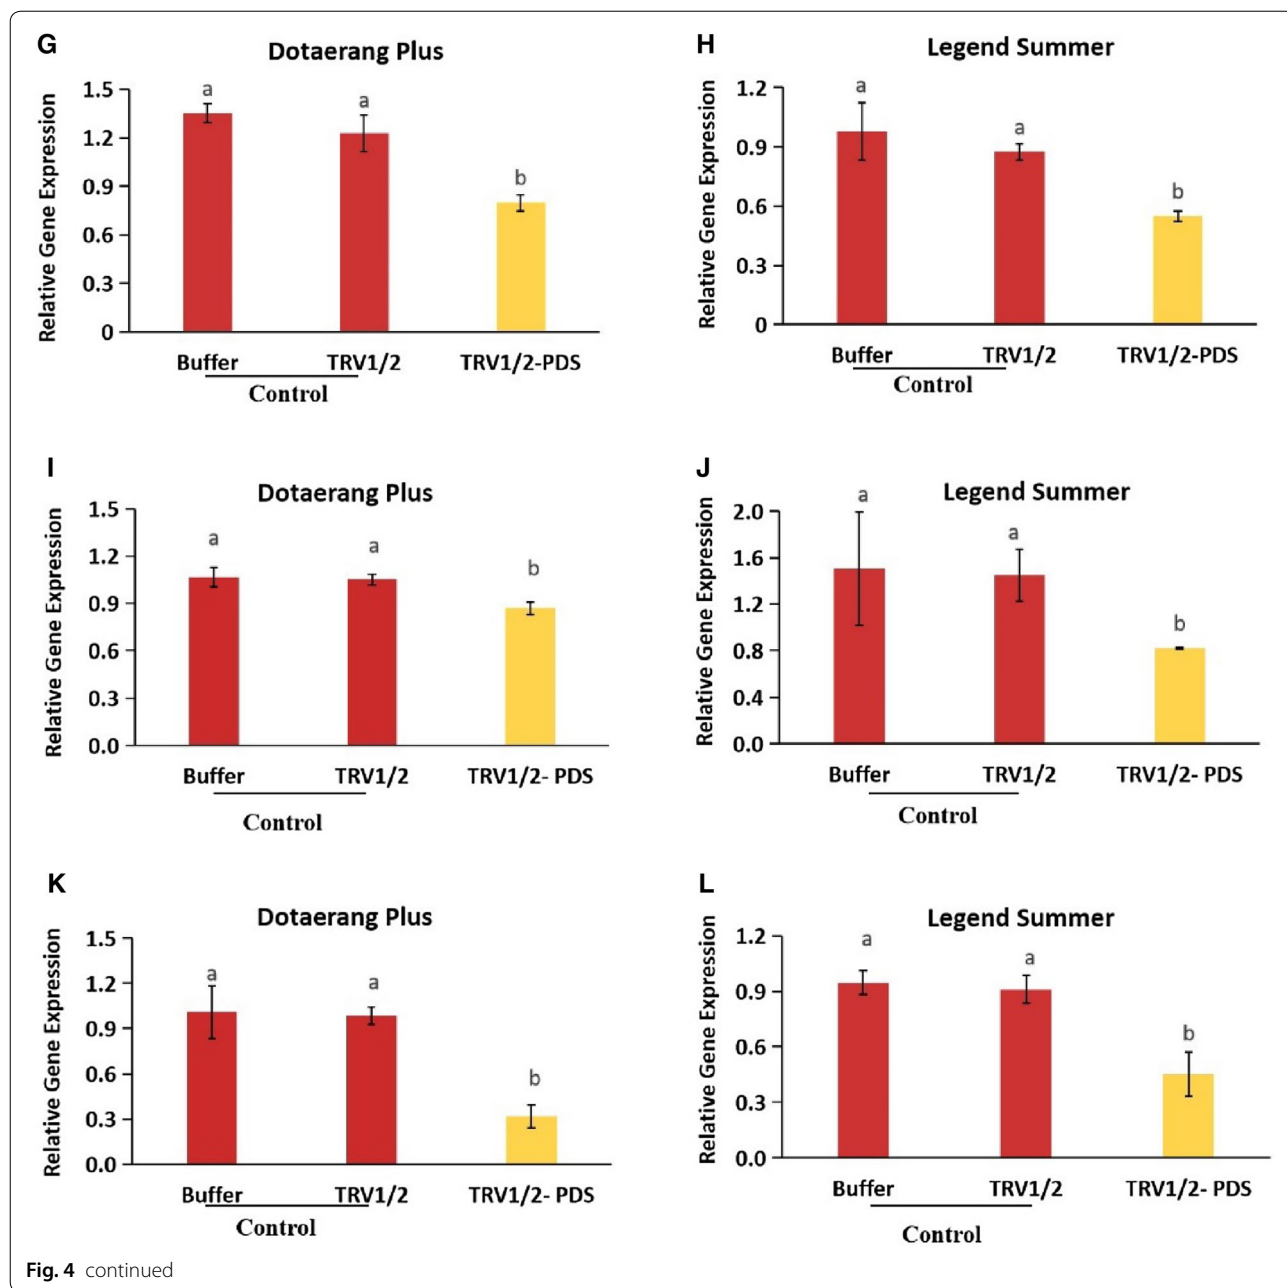 G
Dotaerang Plus
Relative Gene Expression
1.5
1.2
0.9
0.6
0.3
0
a
a
b
Buffer TRV1/2 TRV1/2-PDS
Control
H
Legend Summer
Relative Gene Expression
1.2
0.9
0.6
0.3
0
a
a
b
Buffer TRV1/2 TRV1/2-PDS
Control
I
Dotaerang Plus
Relative Gene Expression
1.5
1.2
0.9
0.6
0.3
0.0
a
a
b
Buffer TRV1/2 TRV1/2- PDS
Control
J
Legend Summer
Relative Gene Expression
2.0
1.6
1.2
0.8
0.4
0.0
a
a
b
Buffer TRV1/2 TRV1/2- PDS
Control
K
Dotaerang Plus
Relative Gene Expression
1.5
1.2
0.9
0.6
0.3
0.0
a
a
b
Buffer TRV1/2 TRV1/2- PDS
Control
L
Legend Summer
Relative Gene Expression
1.2
0.9
0.6
0.3
0.0
a
a
b
Buffer TRV1/2 TRV1/2- PDS
Control
Fig. 4 continued